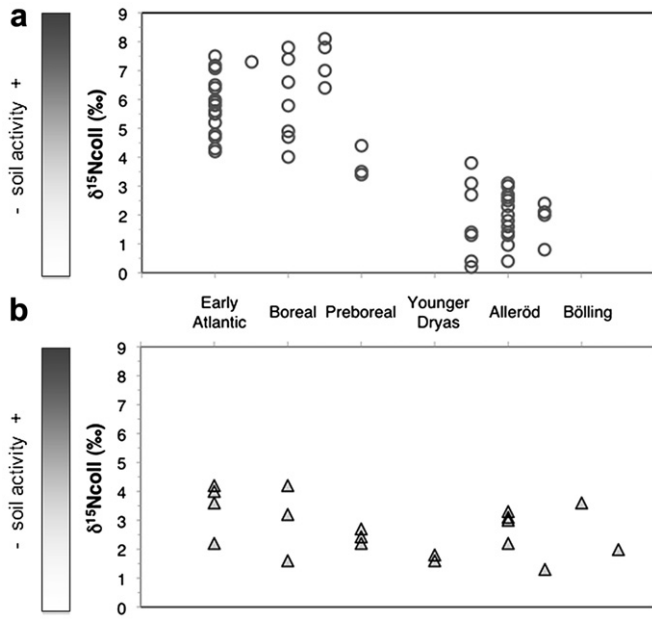 a
- soil activity +
δ¹⁵Ncoll (‰)
9
8
7
6
5
4
3
2
1
0
Early Atlantic
Boreal
Preboreal
Younger Dryas
Alleröd
Bölling
b
- soil activity +
δ¹⁵Ncoll (‰)
9
8
7
6
5
4
3
2
1
0